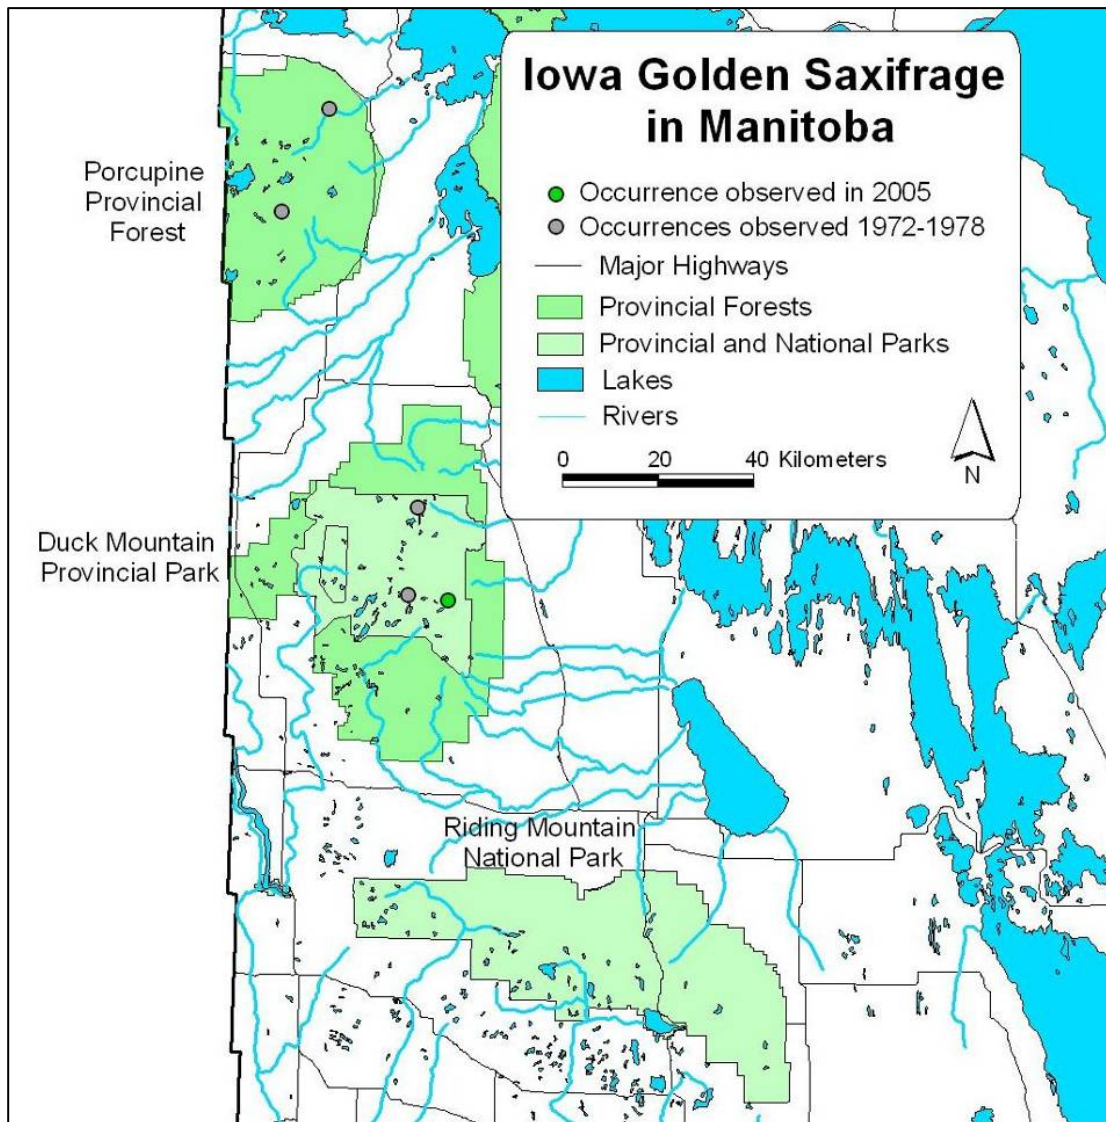 Iowa Golden Saxifrage
in Manitoba
Occurrence observed in 2005
Occurrences observed 1972-1978
Major Highways
Provincial Forests
Provincial and National Parks
Lakes
Rivers
0 20 40 Kilometers
N
Porcupine
Provincial
Forest
Duck Mountain
Provincial Park
Riding Mountain
National Park